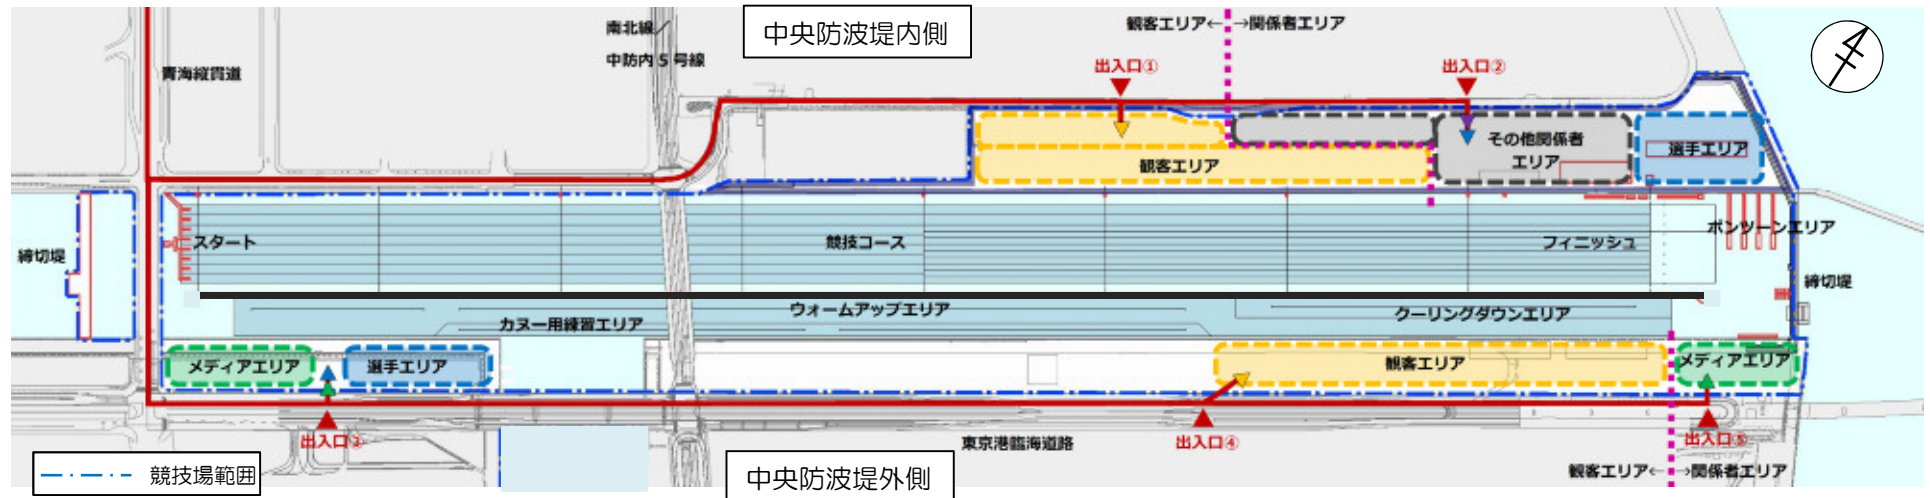 南北線
中防内5号線
中央防波堤内側
観客エリア←
→関係者エリア
青海縦貫道
出入口①
出入口②
その他関係者
エリア
選手エリア
観客エリア
締切堤
スタート
競技コース
フィニッシュ
ポンツーンエリア
締切堤
ウォームアップエリア
カヌー用練習エリア
クーリングダウンエリア
メディアエリア
選手エリア
観客エリア
メディアエリア
出入口③
東京港臨海道路
出入口④
出入口⑤
競技場範囲
中央防波堤外側
観客エリア←
→関係者エリア